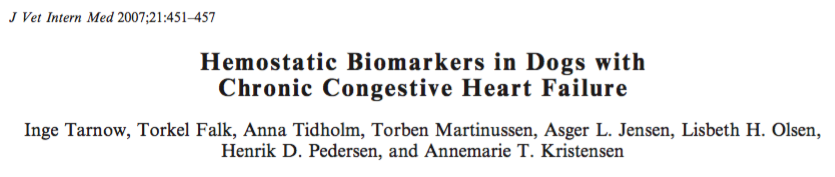 J Vet Intern Med 2007;21:451–457
Hemostatic Biomarkers in Dogs with
Chronic Congestive Heart Failure
Inge Tarnow, Torkel Falk, Anna Tidholm, Torben Martinussen, Asger L. Jensen, Lisbeth H. Olsen,
Henrik D. Pedersen, and Annemarie T. Kristensen